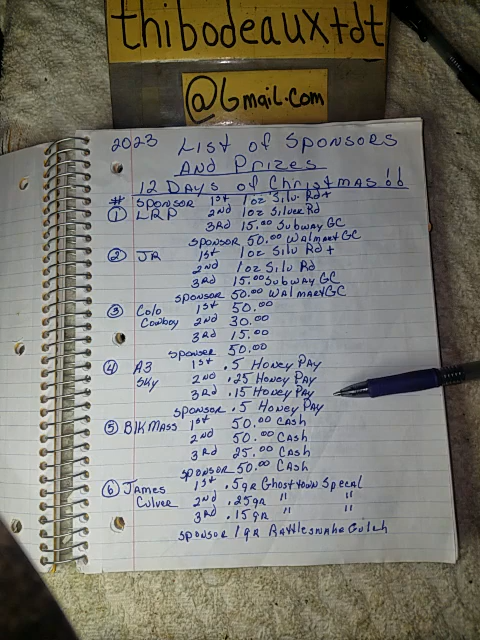 thibodeauxtdt
@Gmail.com
2023 List of Sponsors
And Prizes
12 Days of Christmas!!
# Sponsor 1st 1oz Silv Rd+
① LRP 2nd 1oz Silver Rd
3rd 15.00 Subway GC
Sponsor 50.00 Walmart GC
② JR 1st 1oz Silv Rd+
2nd 1oz Silv Rd
3rd 15.00 Subway GC
Sponsor 50.00 Walmart GC
③ Colo 1st 50.00
Cowboy 2nd 30.00
3rd 15.00
Sponser 50.00
④ A3 1st .5 Honey Pay
Sky 2nd .25 Honey Pay
3rd .15 Honey Pay
Sponsor .5 Honey Pay
⑤ BlkMass 1st 50.00 Cash
2nd 50.00 Cash
3rd 25.00 Cash
Sponsor 50.00 Cash
⑥ James 1st .5gr Ghost town Specal
Culver 2nd .25gr " "
3rd .15gr " "
Sponsor 1gr Rattlesnake Gulch